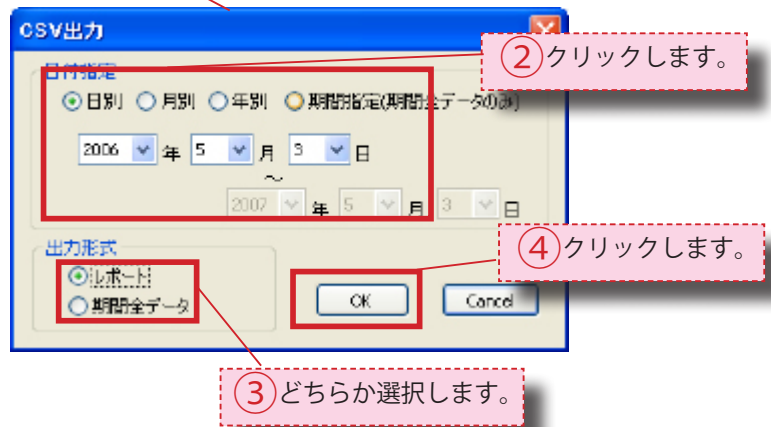 CSV出力
②クリックします。
日付指定
日別 月別 年別 期間指定(期間全データのみ)
2006 年 5 月 3 日
～
2007 年 5 月 3 日
④クリックします。
出力形式
レポート
期間全データ
OK Cancel
③どちらか選択します。